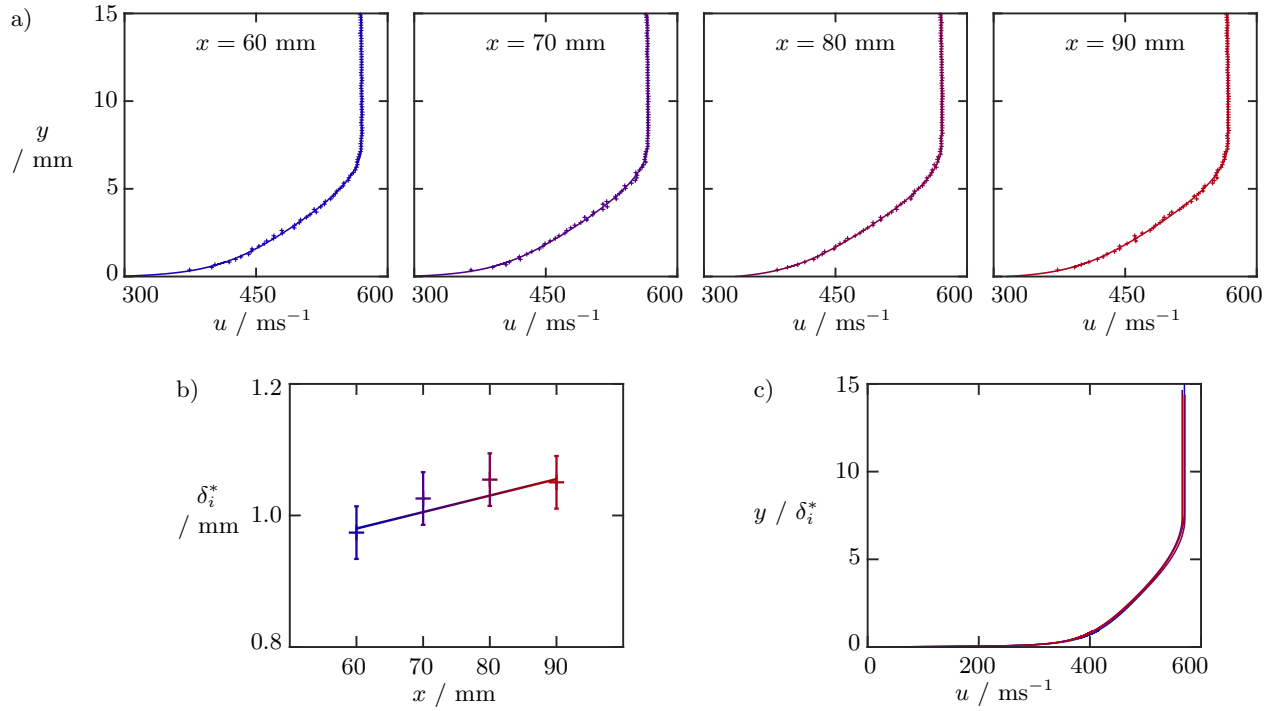 a)
x = 60 mm
x = 70 mm
x = 80 mm
x = 90 mm
15
10
5
0
y
/ mm
300 450 600
300 450 600
300 450 600
300 450 600
u / ms⁻¹
u / ms⁻¹
u / ms⁻¹
u / ms⁻¹
b)
1.2
1.0
0.8
δᵢ*
/ mm
60 70 80 90
x / mm
c)
15
10
5
0
y / δᵢ*
0 200 400 600
u / ms⁻¹